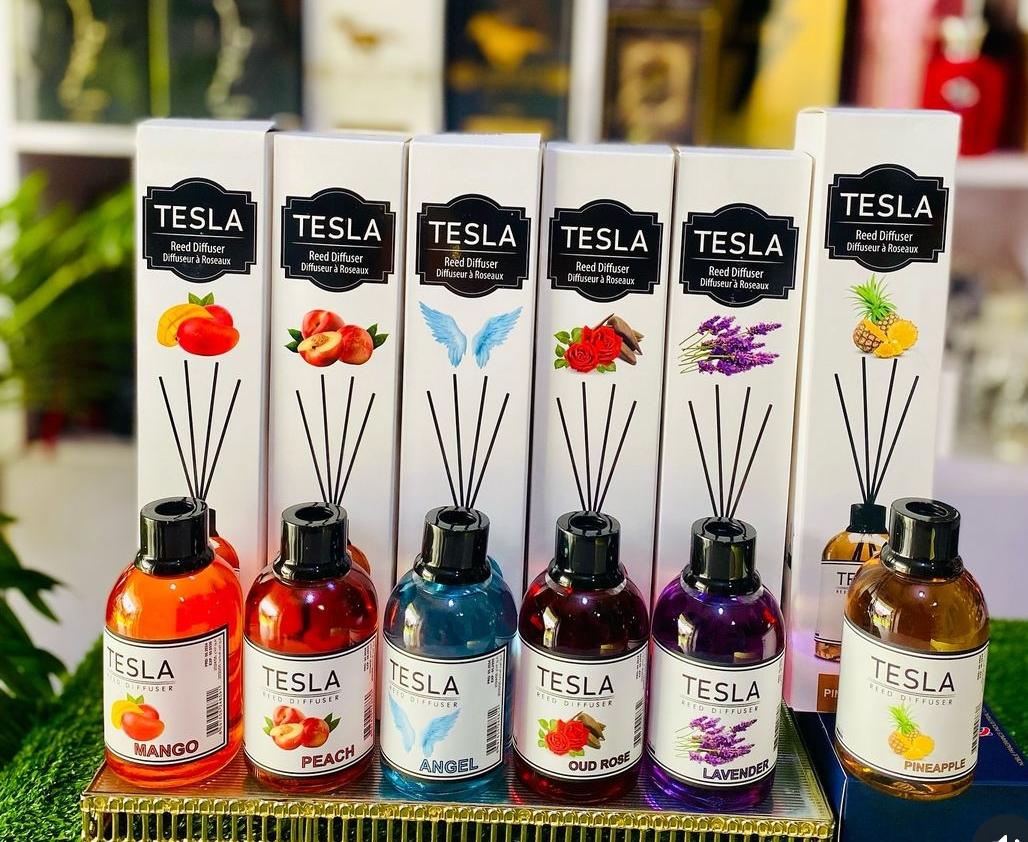 TESLA
Reed Diffuser
Diffuseur à Roseaux
TESLA
Reed Diffuser
Diffuseur à Roseaux
TESLA
Reed Diffuser
Diffuseur à Roseaux
TESLA
Reed Diffuser
Diffuseur à Roseaux
TESLA
Reed Diffuser
Diffuseur à Roseaux
TESLA
Reed Diffuser
Diffuseur à Roseaux
TESLA
REED DIFFUSER
MANGO
TESLA
REED DIFFUSER
PEACH
TESLA
REED DIFFUSER
ANGEL
TESLA
REED DIFFUSER
OUD ROSE
TESLA
REED DIFFUSER
LAVENDER
TESLA
REED DIFFUSER
PINEAPPLE